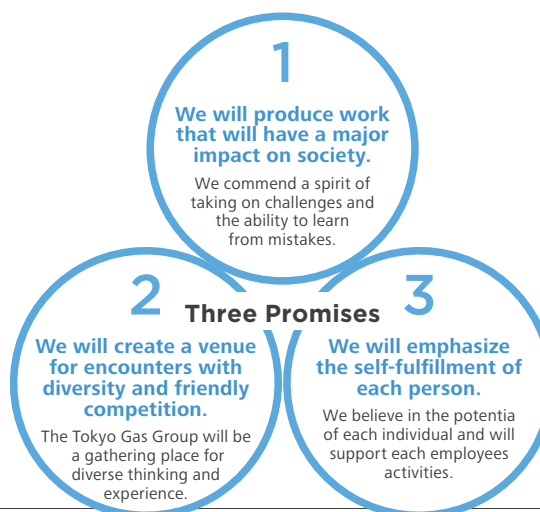 1
We will produce work
that will have a major
impact on society.
We commend a spirit of
taking on challenges and
the ability to learn
from mistakes.
Three Promises
2
We will create a venue
for encounters with
diversity and friendly
competition.
The Tokyo Gas Group will be
a gathering place for
diverse thinking and
experience.
3
We will emphasize
the self-fulfillment of
each person.
We believe in the potentia
of each individual and will
support each employees
activities.